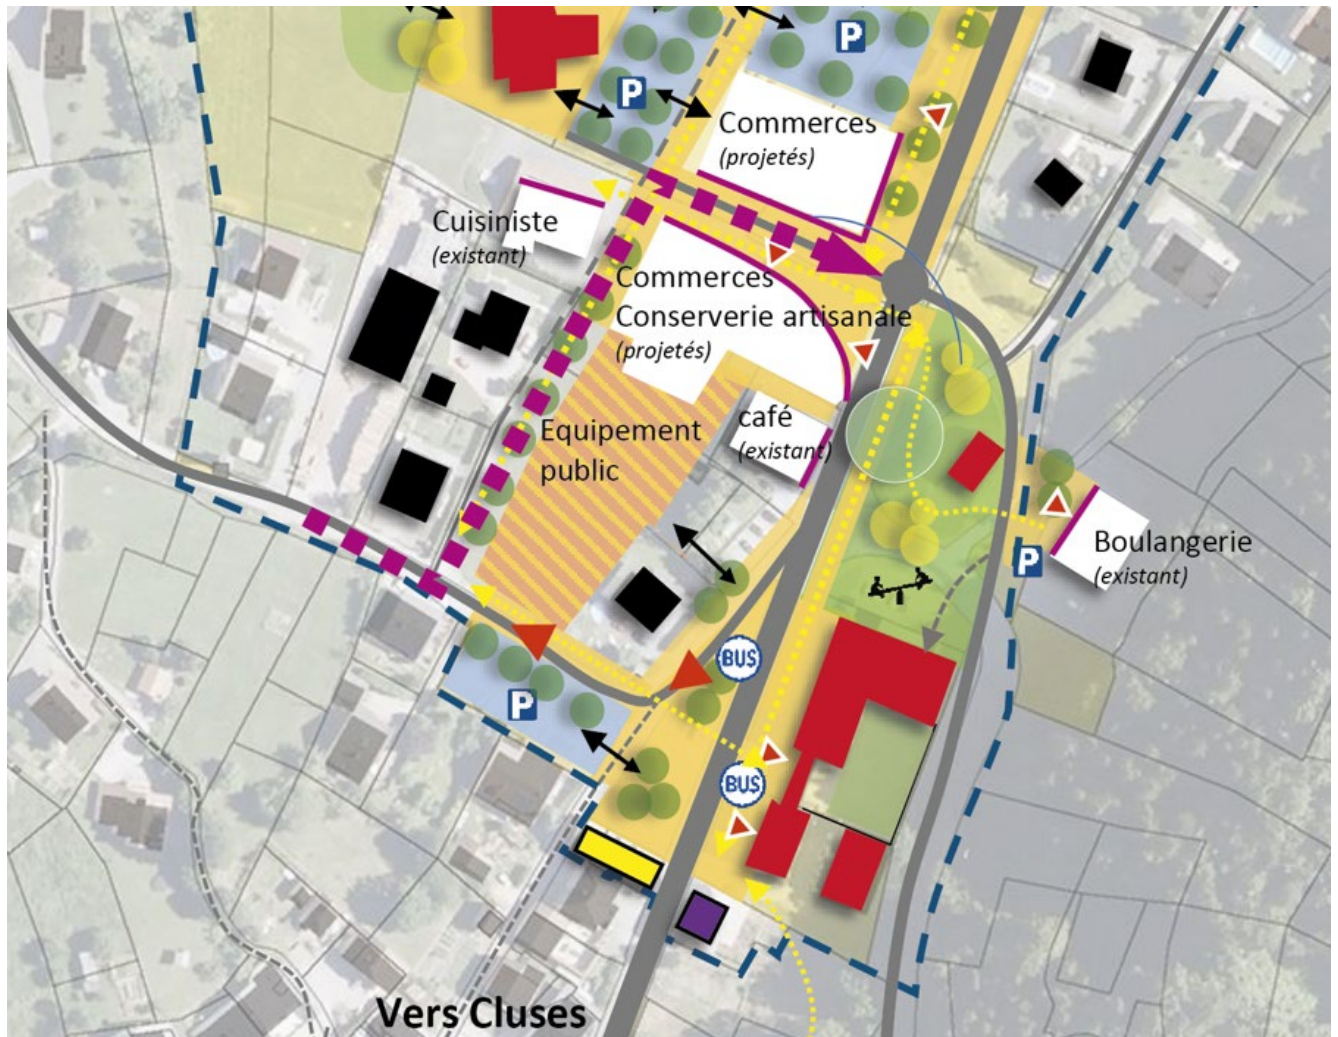 P
P
Commerces
(projetés)
Cuisiniste
(existant)
Commerces
Conserverie artisanale
(projetés)
café
(existant)
Equipement
public
Boulangerie
(existant)
P
BUS
P
BUS
Vers Cluses